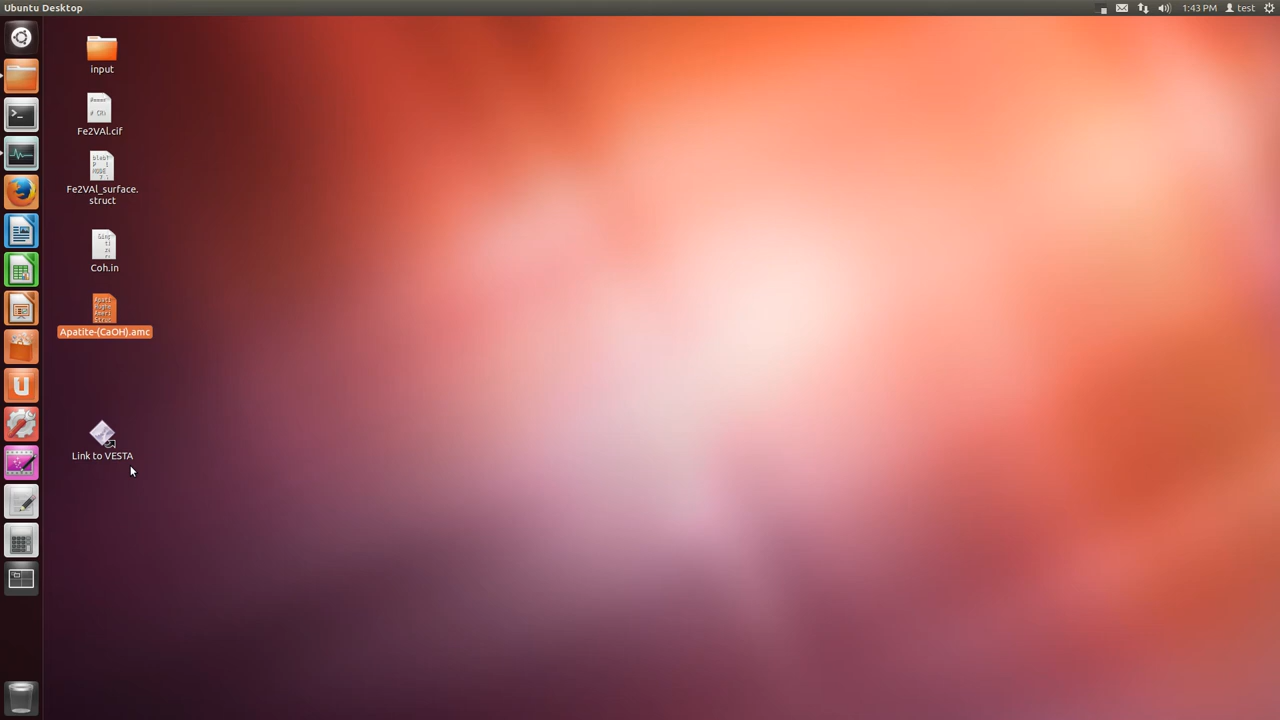 Ubuntu Desktop
1:43 PM
test
input
Fe2VAl.cif
Fe2VAl_surface.
struct
Coh.in
Apatite-(CaOH).amc
Link to VESTA